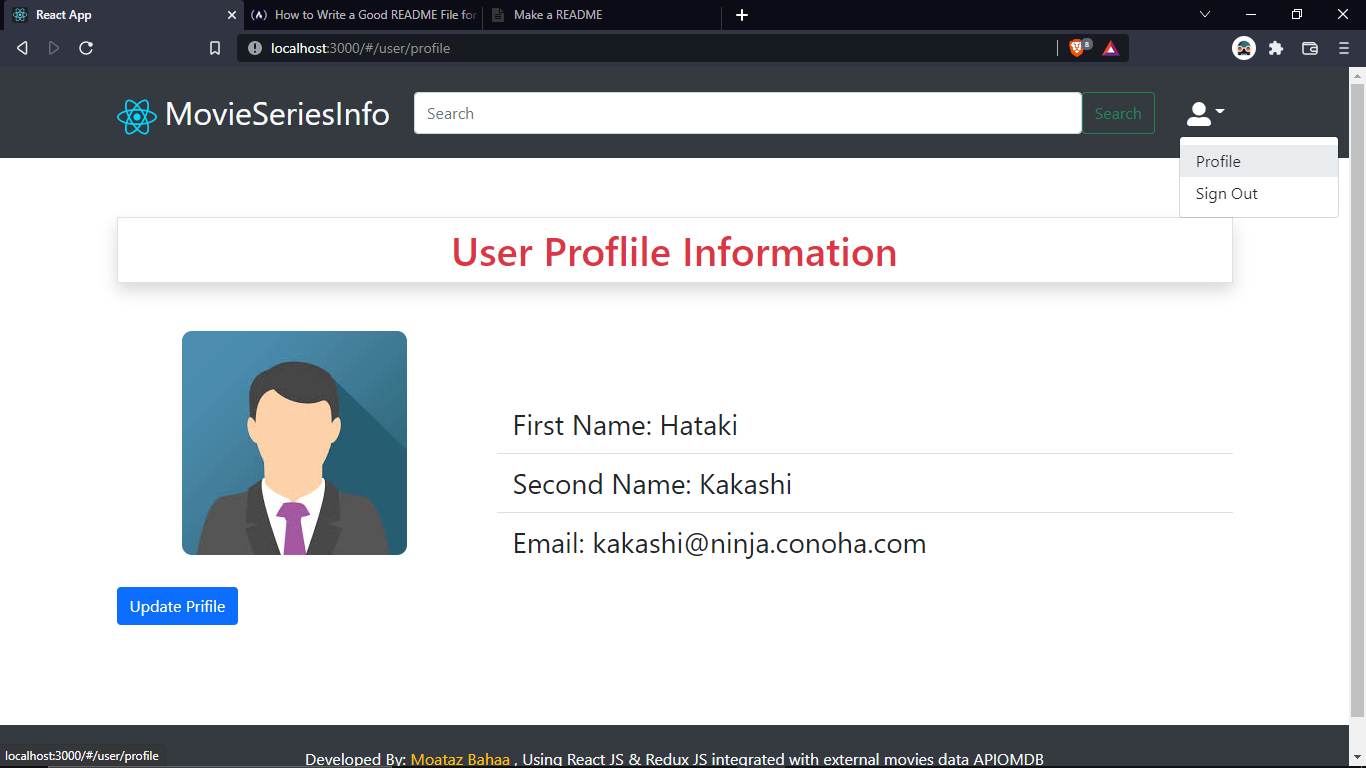 React App
How to Write a Good README File for
Make a README
localhost:3000/#/user/profile
8
MovieSeriesInfo
Search
Search
Profile
Sign Out
User Proflile Information
First Name: Hataki
Second Name: Kakashi
Email: kakashi@ninja.conoha.com
Update Prifile
localhost:3000/#/user/profile
Developed By: Moataz Bahaa , Using React JS & Redux JS integrated with external movies data APIOMDB